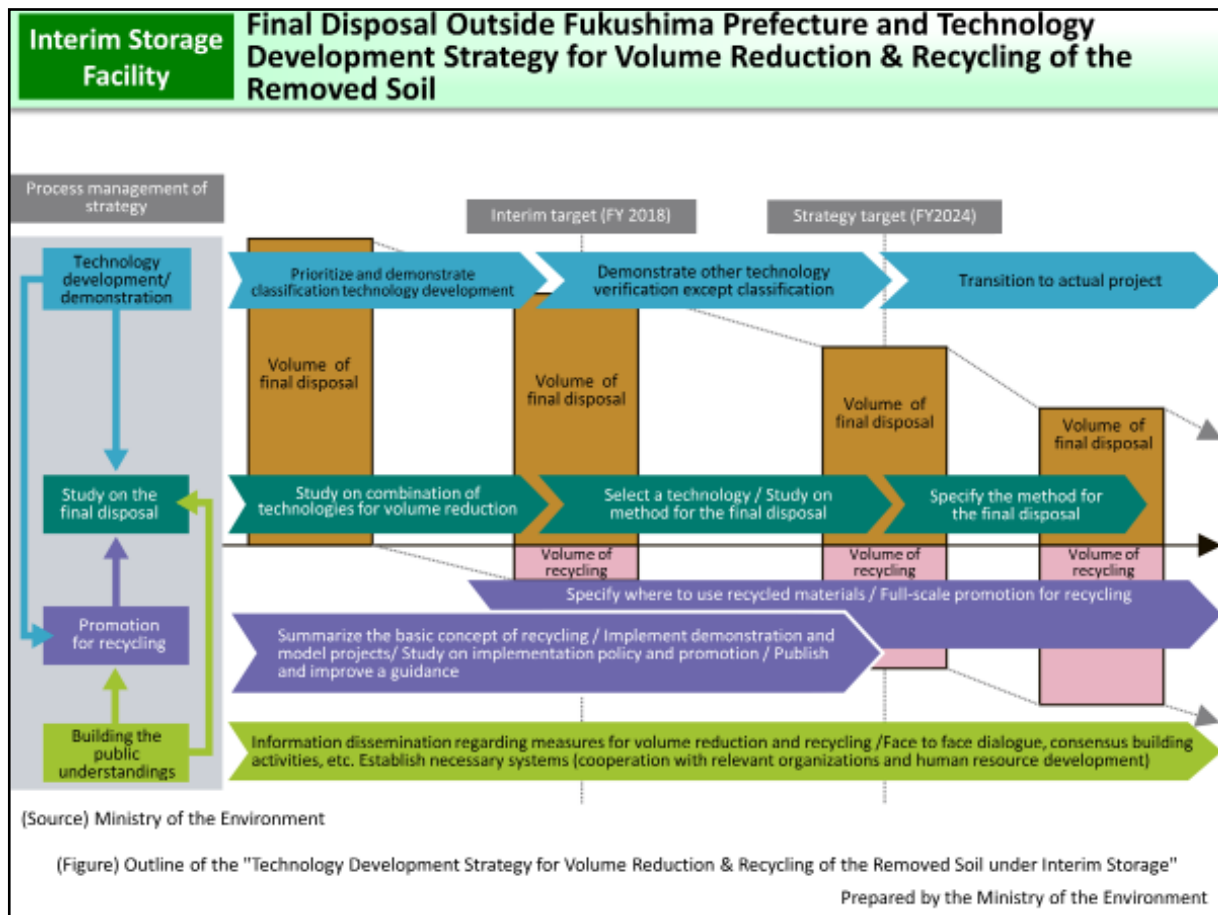 Interim Storage
Facility
Final Disposal Outside Fukushima Prefecture and Technology
Development Strategy for Volume Reduction & Recycling of the
Removed Soil
Process management of
strategy
Interim target (FY 2018)
Strategy target (FY2024)
Technology
development/
demonstration
Prioritize and demonstrate
classification technology development
Demonstrate other technology
verification except classification
Transition to actual project
Volume of
final disposal
Volume of
final disposal
Volume of
final disposal
Volume of
final disposal
Study on the
final disposal
Study on combination of
technologies for volume reduction
Select a technology / Study on
method for the final disposal
Specify the method for
the final disposal
Volume of
recycling
Volume of
recycling
Volume of
recycling
Specify where to use recycled materials / Full-scale promotion for recycling
Promotion
for recycling
Summarize the basic concept of recycling / Implement demonstration and
model projects/ Study on implementation policy and promotion / Publish
and improve a guidance
Building the
public
understandings
Information dissemination regarding measures for volume reduction and recycling /Face to face dialogue, consensus building
activities, etc. Establish necessary systems (cooperation with relevant organizations and human resource development)
(Source) Ministry of the Environment
(Figure) Outline of the "Technology Development Strategy for Volume Reduction & Recycling of the Removed Soil under Interim Storage"
Prepared by the Ministry of the Environment